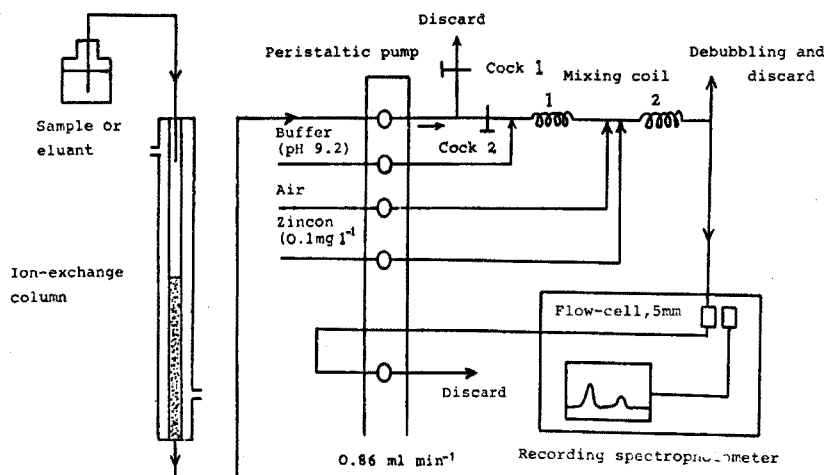 Discard
Peristaltic pump
Cock 1
Debubbling and
discard
Mixing coil
1
2
Sample or
eluant
Buffer
(pH 9.2)
Cock 2
Air
Zincon
(0.1mg l⁻¹
Ion-exchange
column
Flow-cell,5mm
Discard
0.86 ml min⁻¹
Recording spectrophotometer